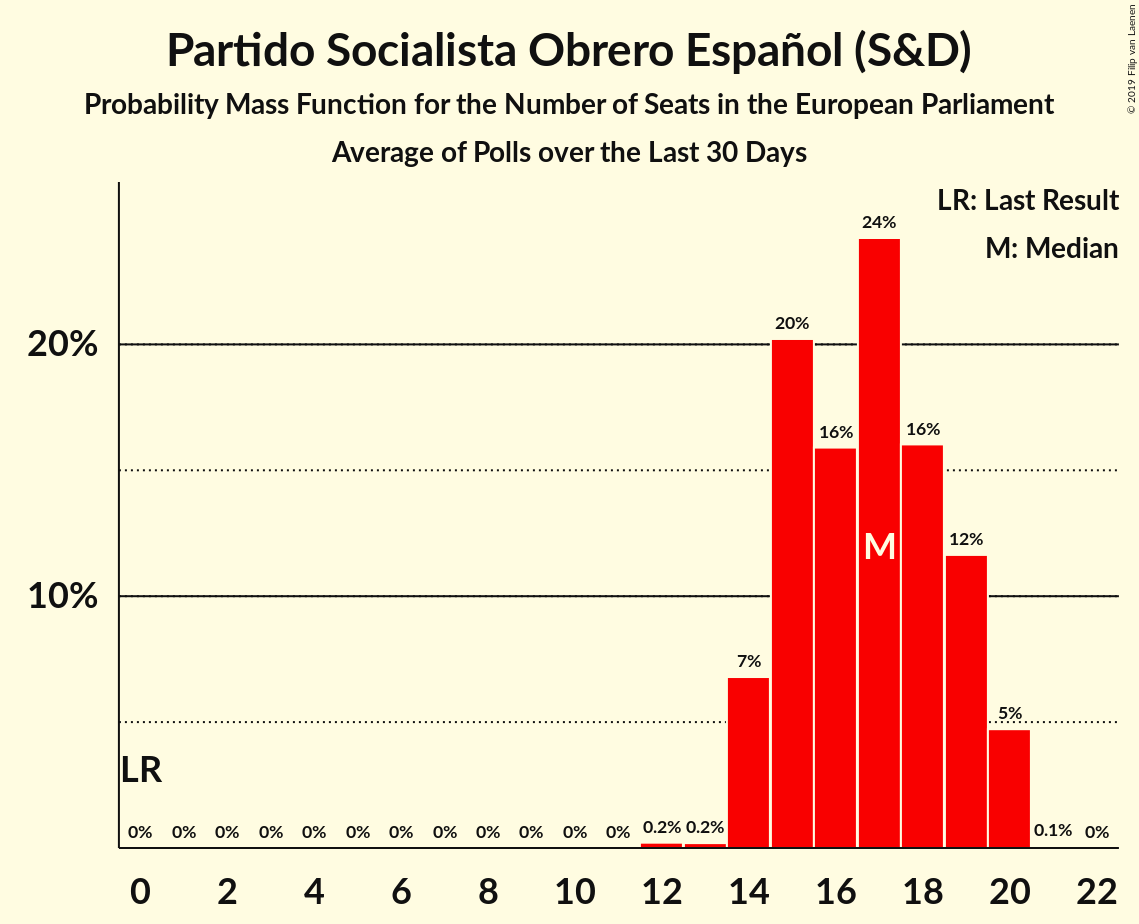 Partido Socialista Obrero Español (S&D)
Probability Mass Function for the Number of Seats in the European Parliament
Average of Polls over the Last 30 Days
© 2019 Filip van Laenen
LR: Last Result
M: Median
24%
20%
20%
16%
16%
M
12%
10%
7%
5%
LR
0% 0% 0% 0% 0% 0% 0% 0% 0% 0% 0% 0% 0.2% 0.2% 0.1% 0%
0 2 4 6 8 10 12 14 16 18 20 22